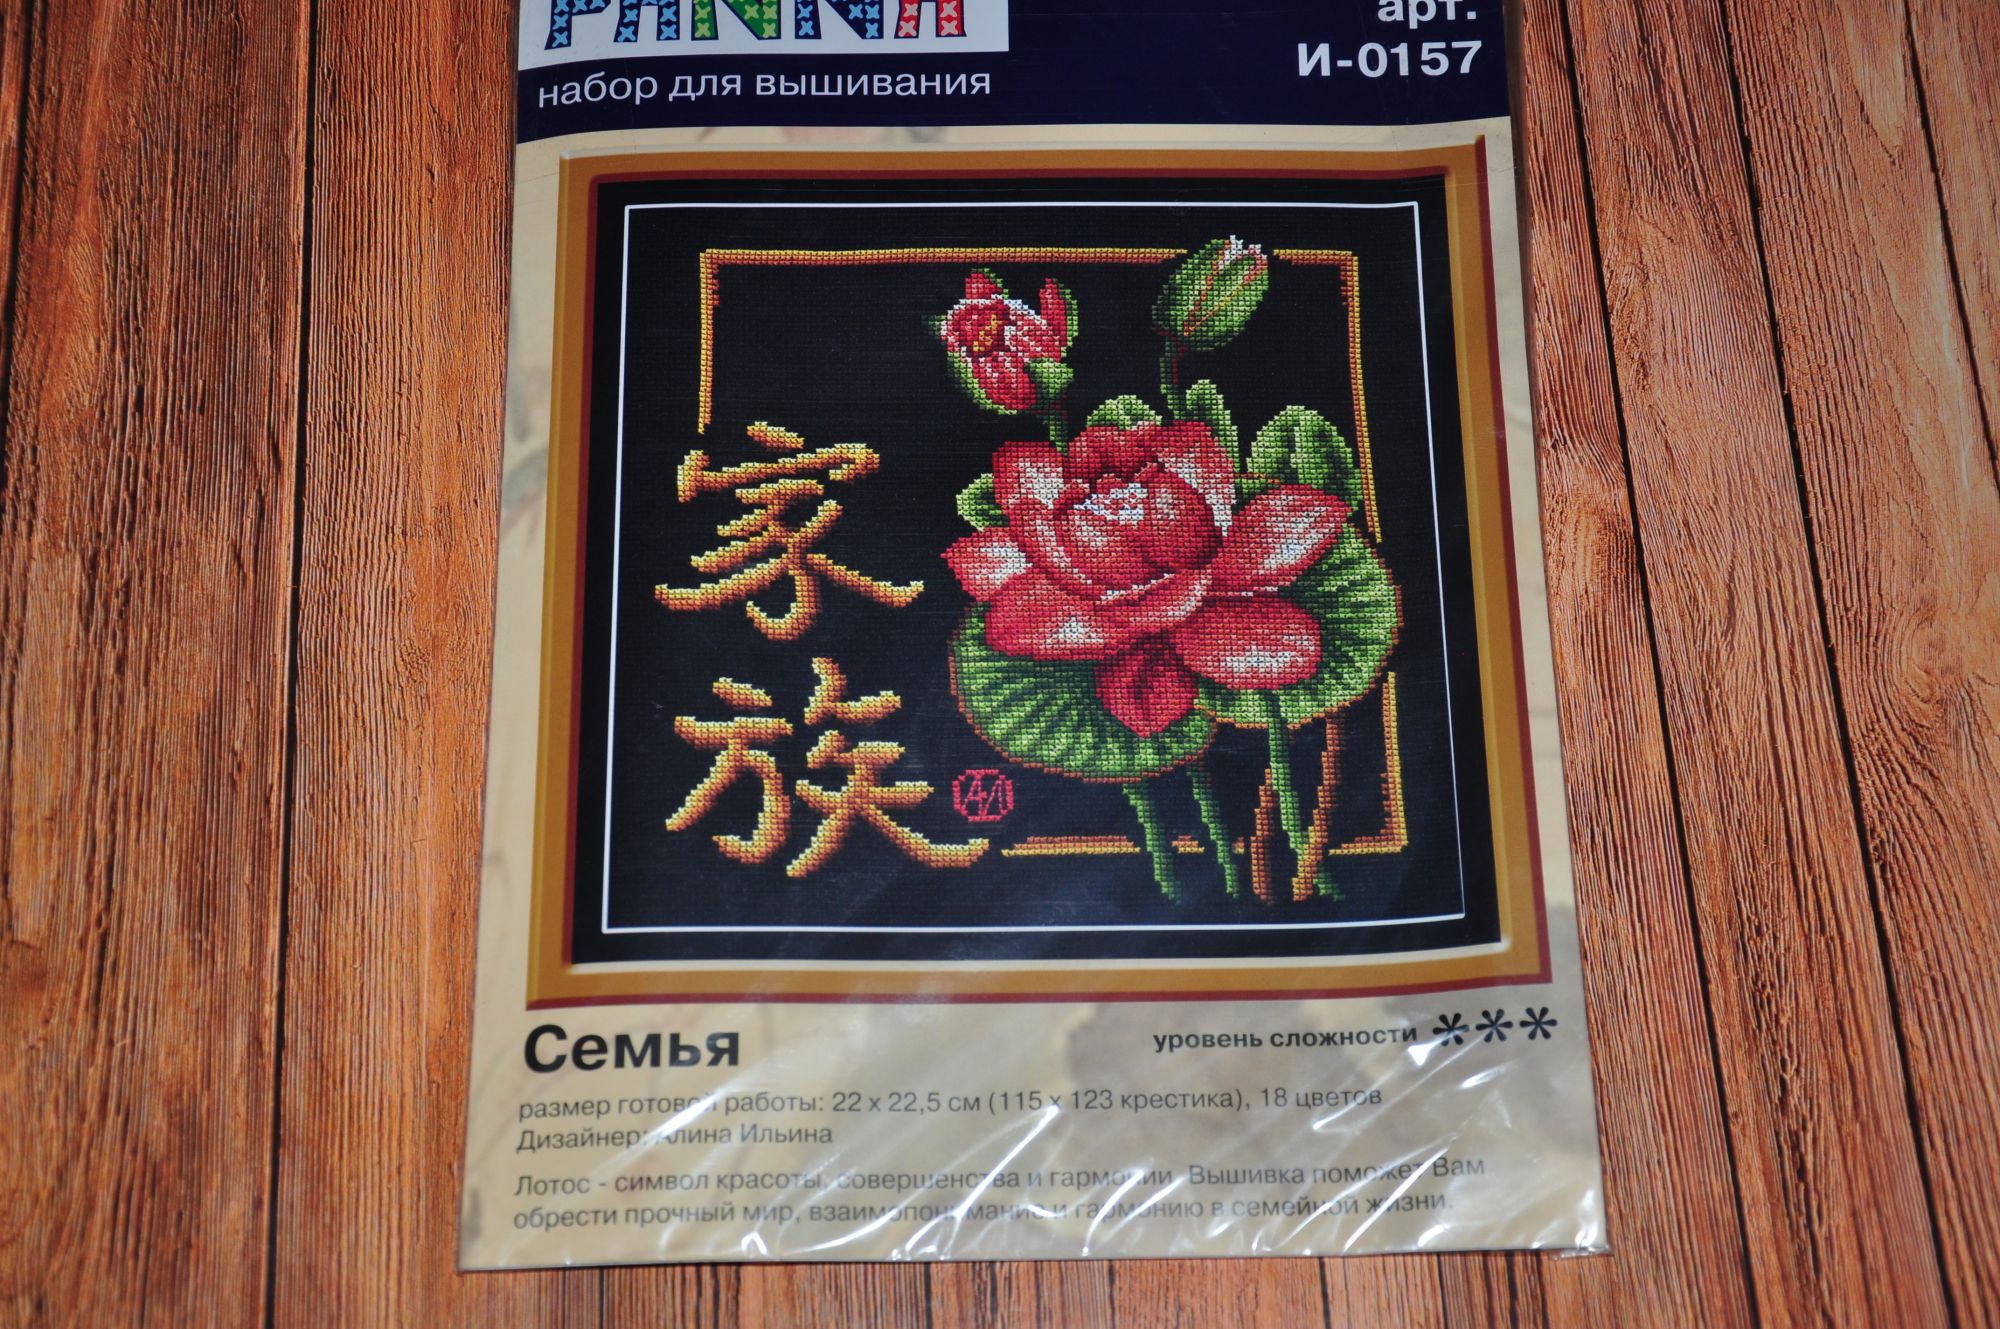 PANNA
арт.
И-0157
набор для вышивания
家
族
АИ
Семья
уровень сложности ***
размер готовой работы: 22 x 22,5 см (115 x 123 крестика), 18 цветов
Дизайнер: Алина Ильина
Лотос - символ красоты, совершенства и гармонии. Вышивка поможет Вам
обрести прочный мир, взаимопонимание и гармонию в семейной жизни.